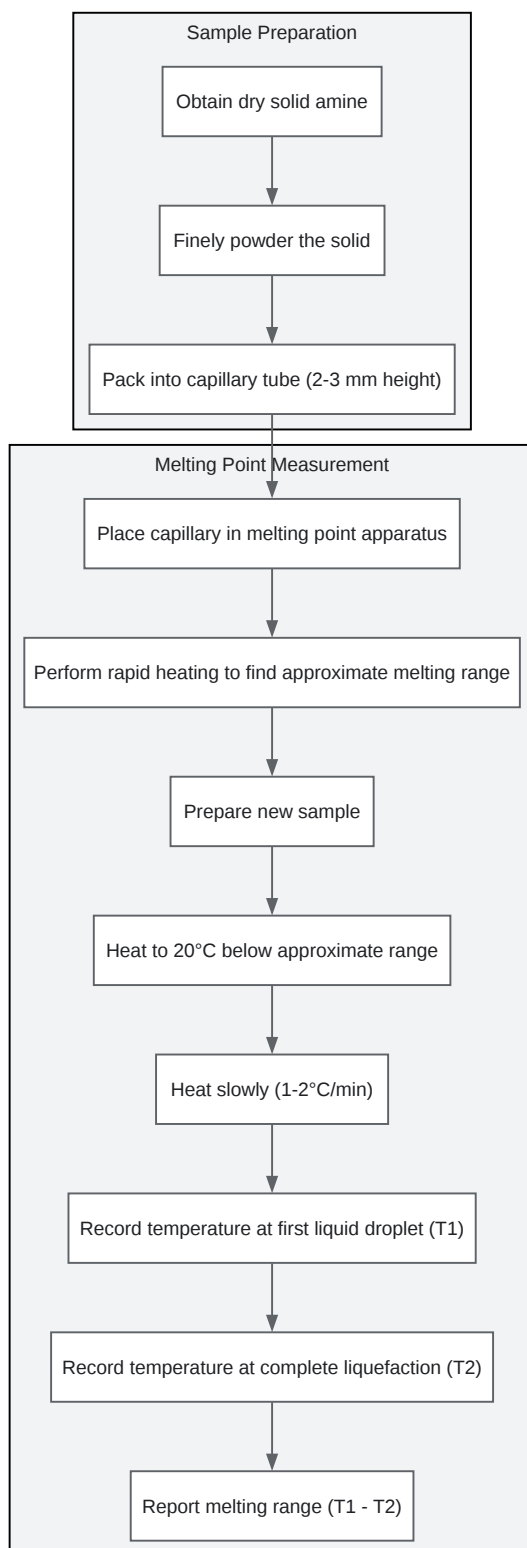 Sample Preparation
Obtain dry solid amine
Finely powder the solid
Pack into capillary tube (2-3 mm height)
Melting Point Measurement
Place capillary in melting point apparatus
Perform rapid heating to find approximate melting range
Prepare new sample
Heat to 20°C below approximate range
Heat slowly (1-2°C/min)
Record temperature at first liquid droplet (T1)
Record temperature at complete liquefaction (T2)
Report melting range (T1 - T2)